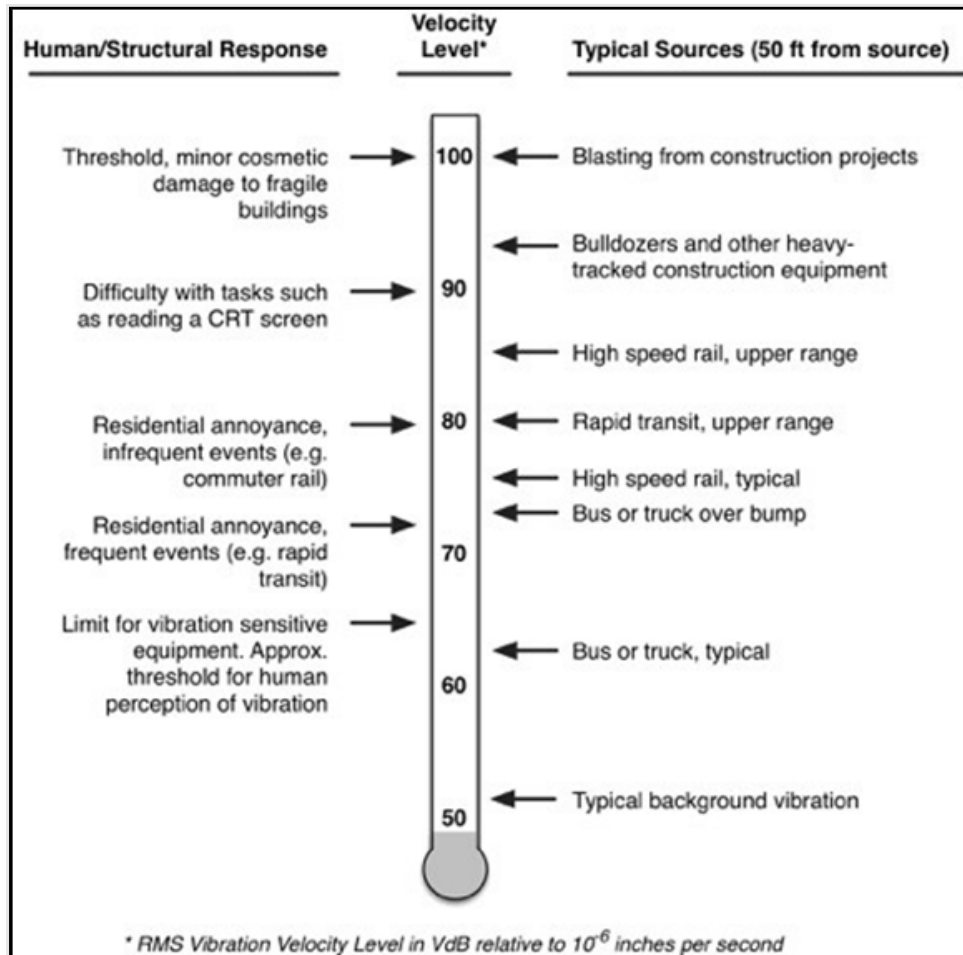 Human/Structural Response
Velocity
Level*
Typical Sources (50 ft from source)
Threshold, minor cosmetic
damage to fragile
buildings
100
Blasting from construction projects
Bulldozers and other heavy-
tracked construction equipment
Difficulty with tasks such
as reading a CRT screen
90
High speed rail, upper range
Residential annoyance,
infrequent events (e.g.
commuter rail)
80
Rapid transit, upper range
High speed rail, typical
Bus or truck over bump
Residential annoyance,
frequent events (e.g. rapid
transit)
70
Limit for vibration sensitive
equipment. Approx.
threshold for human
perception of vibration
Bus or truck, typical
60
Typical background vibration
50
* RMS Vibration Velocity Level in VdB relative to 10⁻⁶ inches per second